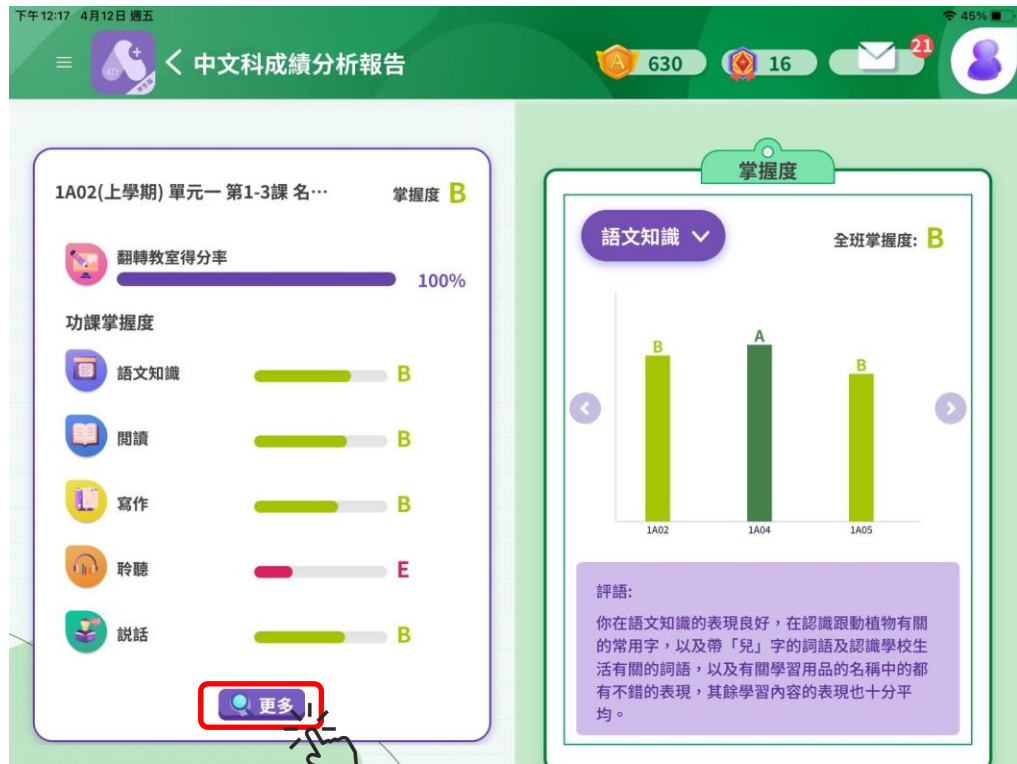 下午12:17 4月12日 週五
45%
中文科成績分析報告
630
16
21
1A02(上學期) 單元一 第1-3課 名…
掌握度 B
翻轉教室得分率
100%
功課掌握度
語文知識 B
閱讀 B
寫作 B
聆聽 E
説話 B
更多
掌握度
語文知識
全班掌握度: B
B
A
B
1A02 1A04 1A05
評語:
你在語文知識的表現良好，在認識跟動植物有關
的常用字，以及帶「兒」字的詞語及認識學校生
活有關的詞語，以及有關學習用品的名稱中的都
有不錯的表現，其餘學習內容的表現也十分平
均。